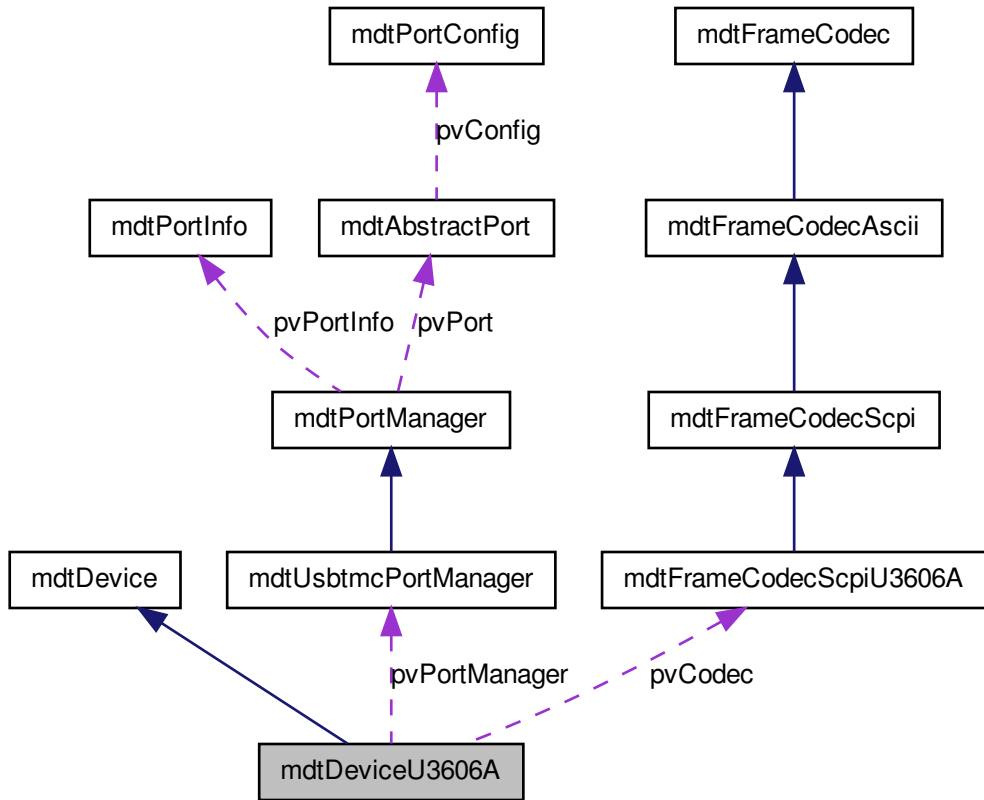 mdtPortConfig
mdtFrameCodec
pvConfig
mdtPortInfo
mdtAbstractPort
mdtFrameCodecAscii
pvPortInfo
pvPort
mdtPortManager
mdtFrameCodecScpi
mdtDevice
mdtUsbtmcPortManager
mdtFrameCodecScpiU3606A
pvPortManager
pvCodec
mdtDeviceU3606A